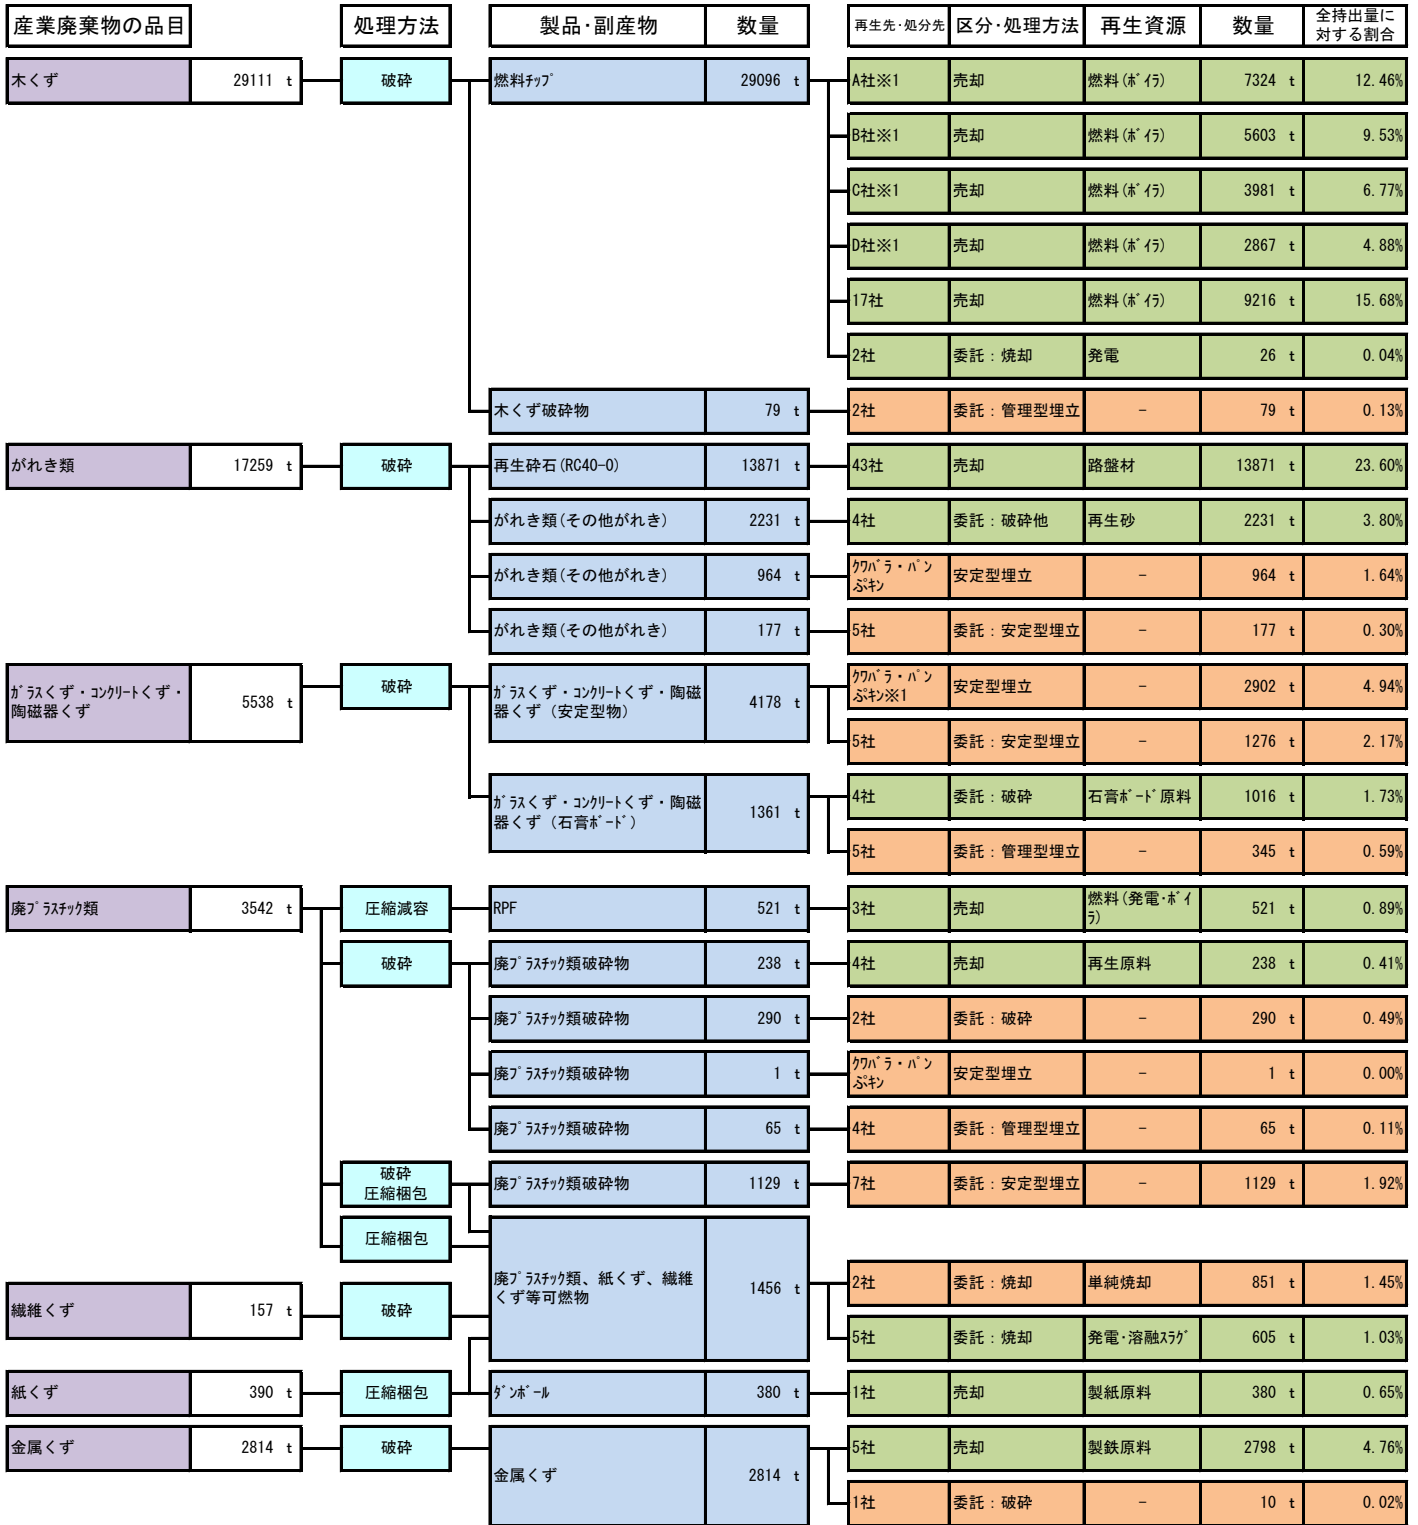 産業廃棄物の品目 処理方法 製品・副産物 数量 再生先・処分先 区分・処理方法 再生資源 数量 全持出量に
対する割合
木くず 29111 t 破砕 燃料ﾁｯﾌﾟ 29096 t A社※1 売却 燃料(ﾎﾞｲﾗ) 7324 t 12.46%
B社※1 売却 燃料(ﾎﾞｲﾗ) 5603 t 9.53%
C社※1 売却 燃料(ﾎﾞｲﾗ) 3981 t 6.77%
D社※1 売却 燃料(ﾎﾞｲﾗ) 2867 t 4.88%
17社 売却 燃料(ﾎﾞｲﾗ) 9216 t 15.68%
2社 委託：焼却 発電 26 t 0.04%
木くず破砕物 79 t 2社 委託：管理型埋立 － 79 t 0.13%
がれき類 17259 t 破砕 再生砕石(RC40-0) 13871 t 43社 売却 路盤材 13871 t 23.60%
がれき類(その他がれき) 2231 t 4社 委託：破砕他 再生砂 2231 t 3.80%
がれき類(その他がれき) 964 t ｸﾜﾊﾞﾗ・ﾊﾟﾝ
ぷｷﾝ 安定型埋立 － 964 t 1.64%
がれき類(その他がれき) 177 t 5社 委託：安定型埋立 － 177 t 0.30%
ｶﾞﾗｽくず・ｺﾝｸﾘｰﾄくず・
陶磁器くず 5538 t 破砕 ｶﾞﾗｽくず・ｺﾝｸﾘｰﾄくず・陶磁
器くず（安定型物） 4178 t ｸﾜﾊﾞﾗ・ﾊﾟﾝ
ぷｷﾝ※1 安定型埋立 － 2902 t 4.94%
5社 委託：安定型埋立 － 1276 t 2.17%
ｶﾞﾗｽくず・ｺﾝｸﾘｰﾄくず・陶磁
器くず（石膏ﾎﾞｰﾄﾞ） 1361 t 4社 委託：破砕 石膏ﾎﾞｰﾄﾞ原料 1016 t 1.73%
5社 委託：管理型埋立 － 345 t 0.59%
廃ﾌﾟﾗｽﾁｯｸ類 3542 t 圧縮減容 RPF 521 t 3社 売却 燃料(発電･ﾎﾞｲ
ﾗ) 521 t 0.89%
破砕 廃ﾌﾟﾗｽﾁｯｸ類破砕物 238 t 4社 売却 再生原料 238 t 0.41%
廃ﾌﾟﾗｽﾁｯｸ類破砕物 290 t 2社 委託：破砕 － 290 t 0.49%
廃ﾌﾟﾗｽﾁｯｸ類破砕物 1 t ｸﾜﾊﾞﾗ・ﾊﾟﾝ
ぷｷﾝ 安定型埋立 － 1 t 0.00%
廃ﾌﾟﾗｽﾁｯｸ類破砕物 65 t 4社 委託：管理型埋立 － 65 t 0.11%
破砕
圧縮梱包 廃ﾌﾟﾗｽﾁｯｸ類破砕物 1129 t 7社 委託：安定型埋立 － 1129 t 1.92%
圧縮梱包
廃ﾌﾟﾗｽﾁｯｸ類、紙くず、繊維
くず等可燃物 1456 t 2社 委託：焼却 単純焼却 851 t 1.45%
繊維くず 157 t 破砕
5社 委託：焼却 発電･溶融ｽﾗｸﾞ 605 t 1.03%
紙くず 390 t 圧縮梱包 ﾀﾞﾝﾎﾞｰﾙ 380 t 1社 売却 製紙原料 380 t 0.65%
金属くず 2814 t 破砕 金属くず 2814 t 5社 売却 製鉄原料 2798 t 4.76%
1社 委託：破砕 － 10 t 0.02%